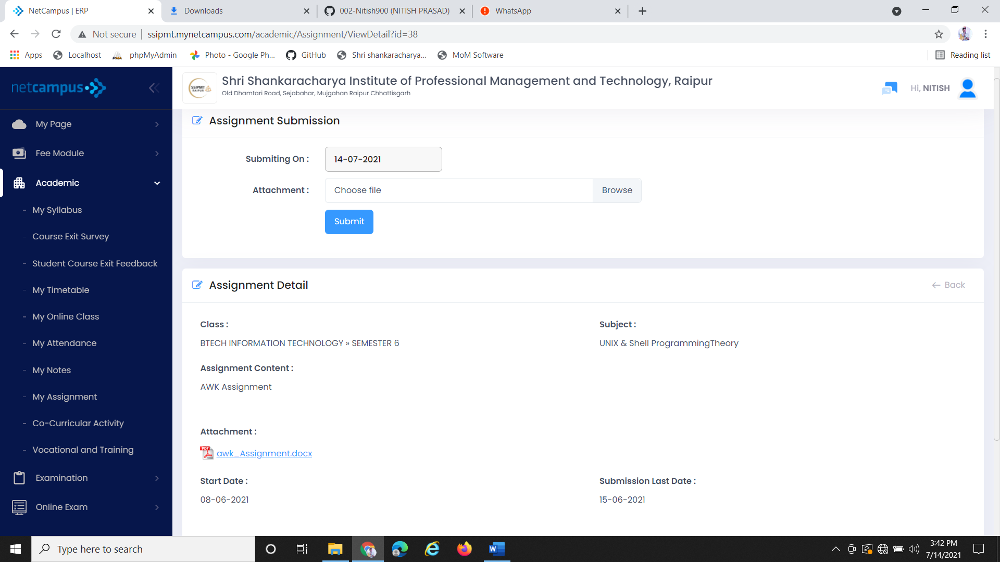 NetCampus | ERP
Downloads
002-Nitish900 (NITISH PRASAD)
WhatsApp
Not secure | ssipmt.mynetcampus.com/academic/Assignment/ViewDetail?id=38
Apps
Localhost
phpMyAdmin
Photo - Google Ph...
GitHub
Shri shankaracharya...
MoM Software
Reading list
netcampus
SSIPMT
RAIPUR
Shri Shankaracharya Institute of Professional Management and Technology, Raipur
Old Dhamtari Road, Sejabahar, Mujgahan Raipur Chhattisgarh
Hi, NITISH
My Page
Fee Module
Academic
- My Syllabus
- Course Exit Survey
- Student Course Exit Feedback
- My Timetable
- My Online Class
- My Attendance
- My Notes
- My Assignment
- Co-Curricular Activity
- Vocational and Training
Examination
Online Exam
Assignment Submission
Submiting On : 14-07-2021
Attachment : Choose file Browse
Submit
Assignment Detail
Back
Class :
BTECH INFORMATION TECHNOLOGY » SEMESTER 6
Subject :
UNIX & Shell ProgrammingTheory
Assignment Content :
AWK Assignment
Attachment :
PDF
awk_Assignment.docx
Start Date :
08-06-2021
Submission Last Date :
15-06-2021
Type here to search
W
3:42 PM
7/14/2021